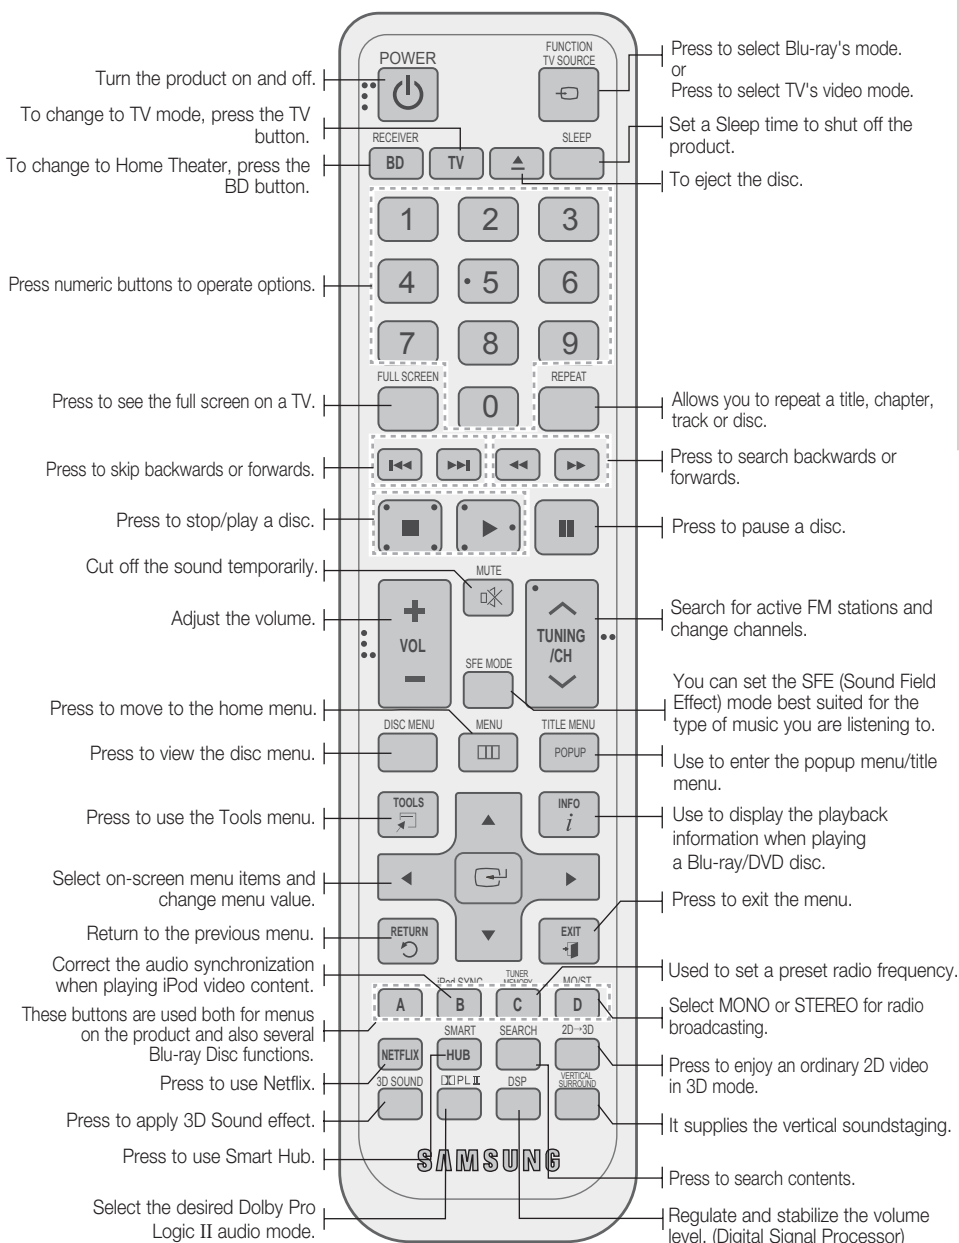 POWER
FUNCTION
TV SOURCE
RECEIVER
BD
TV
SLEEP
1
2
3
4
5
6
7
8
9
FULL SCREEN
0
REPEAT
MUTE
VOL
TUNING
/CH
SFE MODE
DISC MENU
MENU
TITLE MENU
POPUP
TOOLS
INFO
i
RETURN
EXIT
iPod SYNC
TUNER
MEMORY
MO/ST
A
B
C
D
SMART
SEARCH
2D→3D
NETFLIX
HUB
3D SOUND
PL II
DSP
VERTICAL
SURROUND
SAMSUNG
Turn the product on and off.
To change to TV mode, press the TV
button.
To change to Home Theater, press the
BD button.
Press numeric buttons to operate options.
Press to see the full screen on a TV.
Press to skip backwards or forwards.
Press to stop/play a disc.
Cut off the sound temporarily.
Adjust the volume.
Press to move to the home menu.
Press to view the disc menu.
Press to use the Tools menu.
Select on-screen menu items and
change menu value.
Return to the previous menu.
Correct the audio synchronization
when playing iPod video content.
These buttons are used both for menus
on the product and also several
Blu-ray Disc functions.
Press to use Netflix.
Press to apply 3D Sound effect.
Press to use Smart Hub.
Select the desired Dolby Pro
Logic II audio mode.
Press to select Blu-ray's mode.
or
Press to select TV's video mode.
Set a Sleep time to shut off the
product.
To eject the disc.
Allows you to repeat a title, chapter,
track or disc.
Press to search backwards or
forwards.
Press to pause a disc.
Search for active FM stations and
change channels.
You can set the SFE (Sound Field
Effect) mode best suited for the
type of music you are listening to.
Use to enter the popup menu/title
menu.
Use to display the playback
information when playing
a Blu-ray/DVD disc.
Press to exit the menu.
Used to set a preset radio frequency.
Select MONO or STEREO for radio
broadcasting.
Press to enjoy an ordinary 2D video
in 3D mode.
It supplies the vertical soundstaging.
Press to search contents.
Regulate and stabilize the volume
level. (Digital Signal Processor)